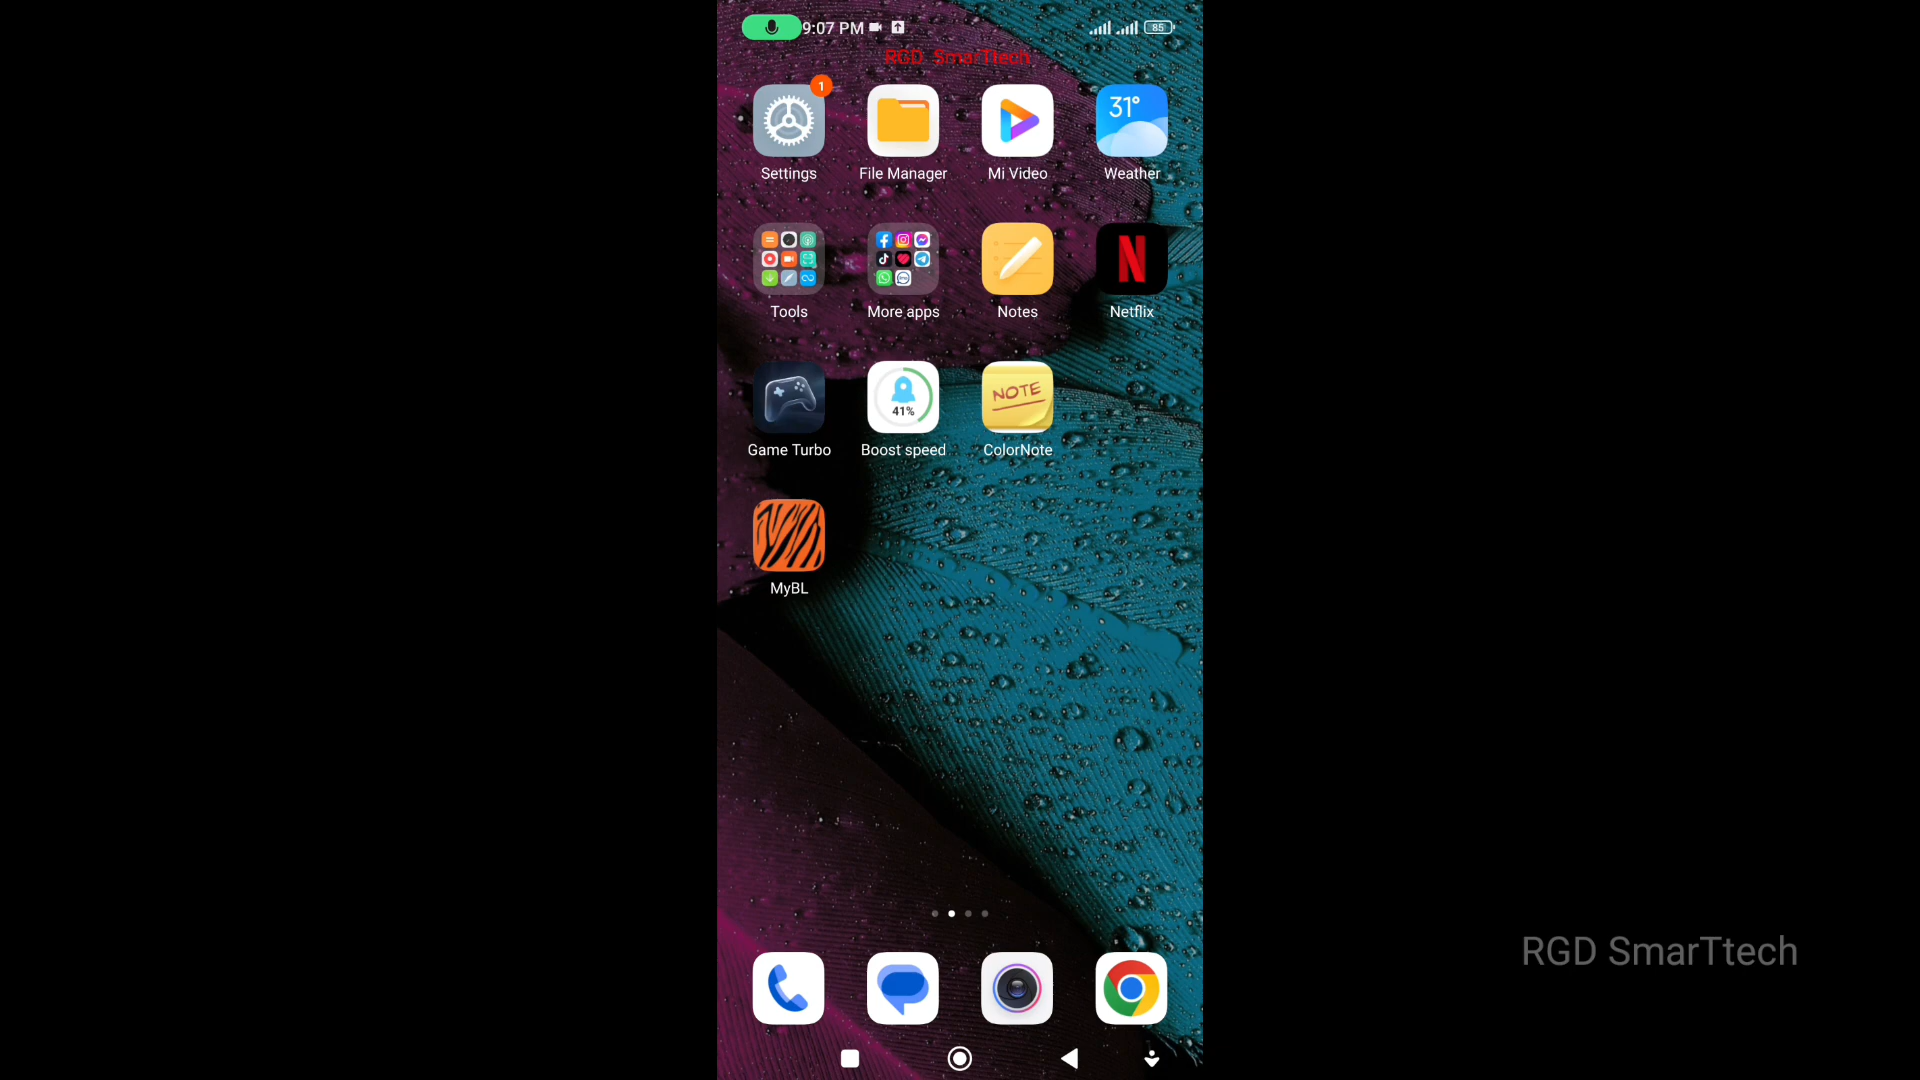 9:07 PM
85
RGD SmarTtech
1
31°
Settings
File Manager
Mi Video
Weather
N
Tools
More apps
Notes
Netflix
41%
NOTE
Game Turbo
Boost speed
ColorNote
MyBL
RGD SmarTtech